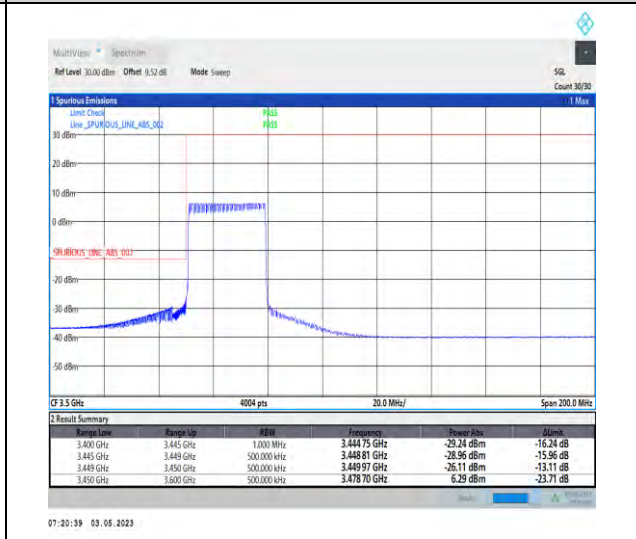 MultiView Spectrum
Ref Level 30.00 dBm Offset 9.52 dB Mode Sweep SGL
Count 30/30
1 Spurious Emissions 1 Max
Limit Check PASS
Line _SPURIOUS_LINE_ABS_002 PASS
30 dBm
20 dBm
10 dBm
0 dBm
_SPURIOUS_LINE_ABS_002
-20 dBm
-30 dBm
-40 dBm
-50 dBm
CF 3.5 GHz 4004 pts 20.0 MHz/ Span 200.0 MHz
2 Result Summary
Range Low Range Up RBW Frequency Power Abs ΔLimit
3.400 GHz 3.445 GHz 1.000 MHz 3.444 75 GHz -29.24 dBm -16.24 dB
3.445 GHz 3.449 GHz 500.000 kHz 3.448 81 GHz -28.96 dBm -15.96 dB
3.449 GHz 3.450 GHz 500.000 kHz 3.449 97 GHz -26.11 dBm -13.11 dB
3.450 GHz 3.600 GHz 500.000 kHz 3.478 70 GHz 6.29 dBm -23.71 dB
07:20:39 03.05.2023